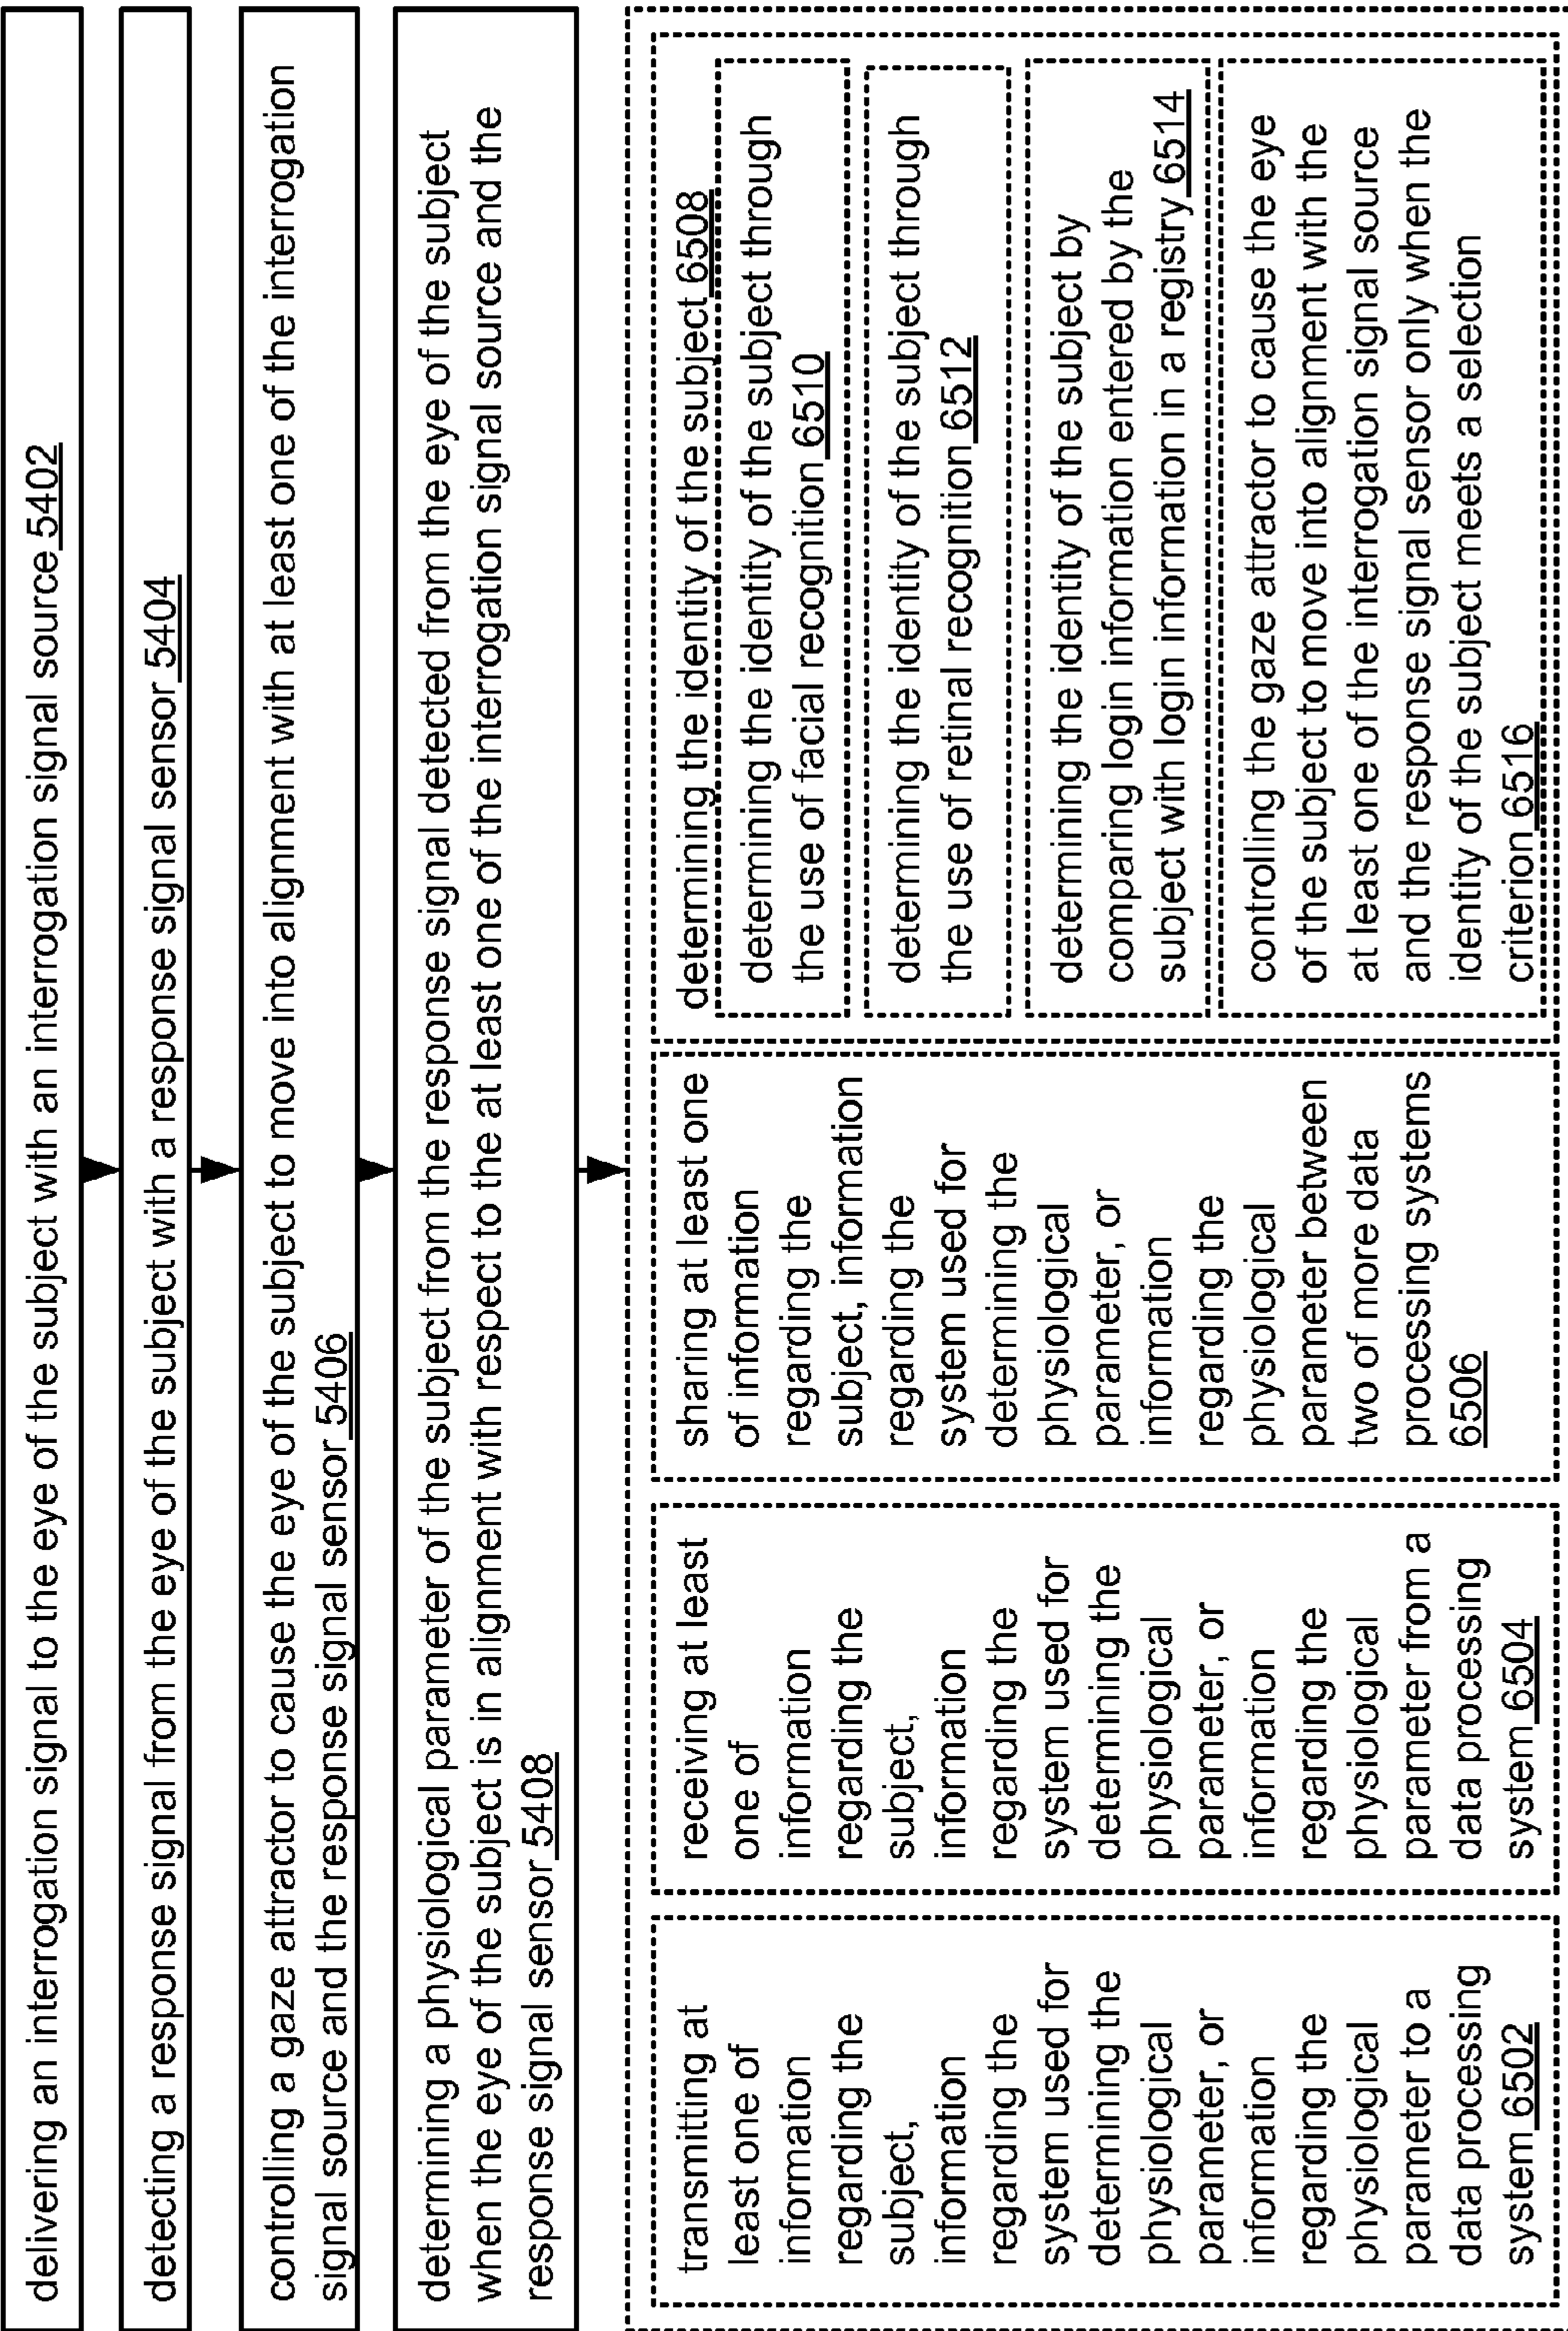 delivering an interrogation signal to the eye of the subject with an interrogation signal source 5402
detecting a response signal from the eye of the subject with a response signal sensor 5404
controlling a gaze attractor to cause the eye of the subject to move into alignment with at least one of the interrogation
signal source and the response signal sensor 5406
determining a physiological parameter of the subject from the response signal detected from the eye of the subject
when the eye of the subject is in alignment with respect to the at least one of the interrogation signal source and the
response signal sensor 5408
transmitting at
least one of
information
regarding the
subject,
information
regarding the
system used for
determining the
physiological
parameter, or
information
regarding the
physiological
parameter to a
data processing
system 6502
receiving at least
one of
information
regarding the
subject,
information
regarding the
system used for
determining the
physiological
parameter, or
information
regarding the
physiological
parameter from a
data processing
system 6504
sharing at least one
of information
regarding the
subject, information
regarding the
system used for
determining the
physiological
parameter, or
information
regarding the
physiological
parameter between
two of more data
processing systems
6506
determining the identity of the subject 6508
determining the identity of the subject through
the use of facial recognition 6510
determining the identity of the subject through
the use of retinal recognition 6512
determining the identity of the subject by
comparing login information entered by the
subject with login information in a registry 6514
controlling the gaze attractor to cause the eye
of the subject to move into alignment with the
at least one of the interrogation signal source
and the response signal sensor only when the
identity of the subject meets a selection
criterion 6516